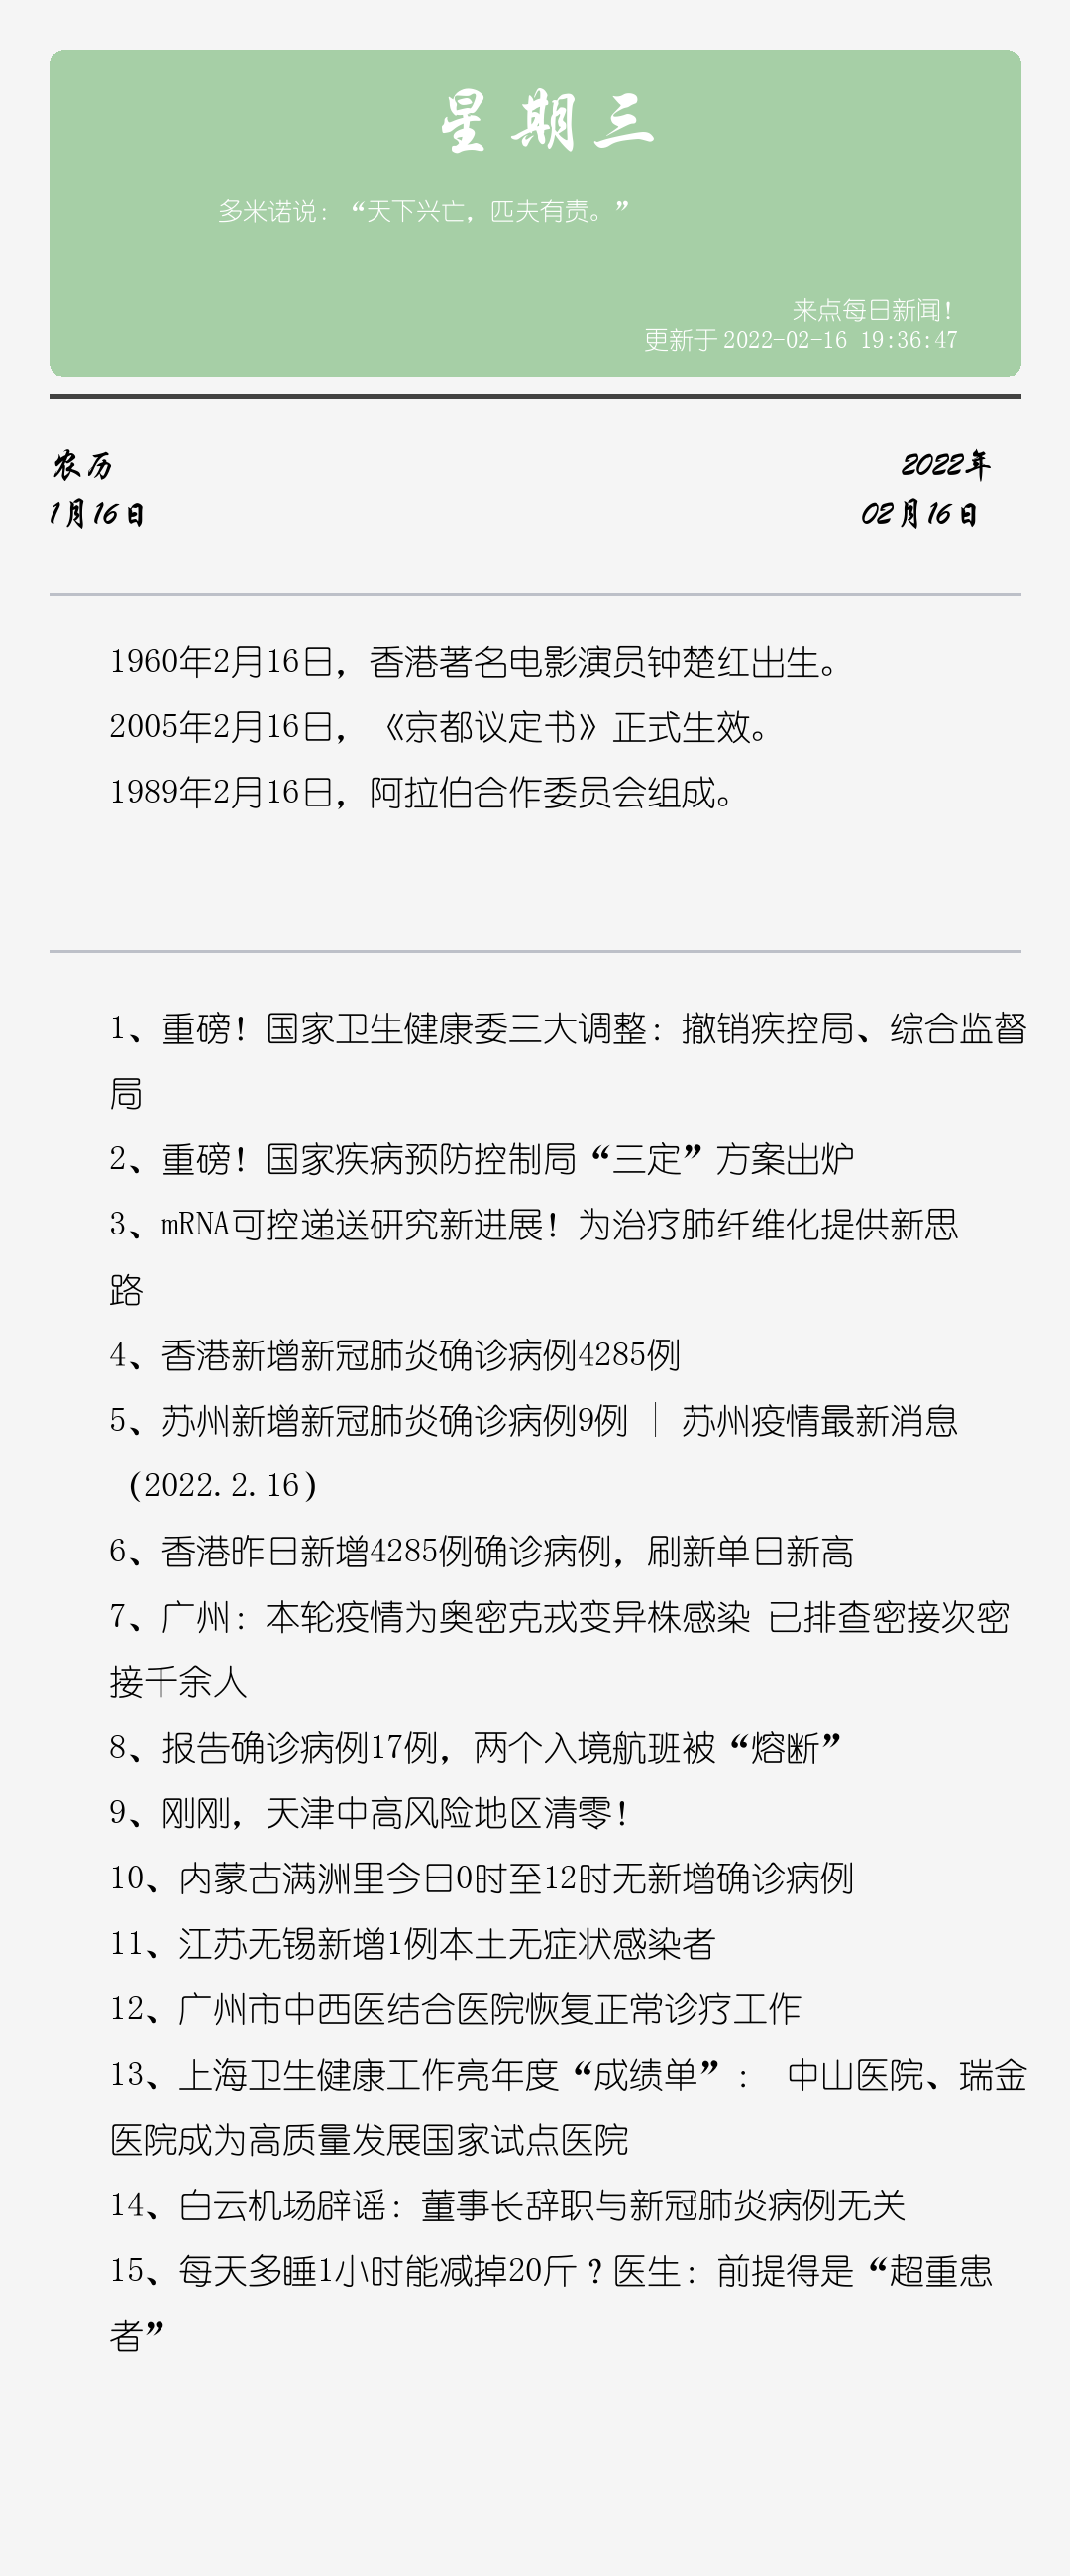 星期三
多米诺说：“天下兴亡，匹夫有责。”
来点每日新闻！
更新于 2022-02-16 19:36:47
农历
2022年
1月16日
02月16日
1960年2月16日，香港著名电影演员钟楚红出生。
2005年2月16日，《京都议定书》正式生效。
1989年2月16日，阿拉伯合作委员会组成。
1、重磅！国家卫生健康委三大调整：撤销疾控局、综合监督
局
2、重磅！国家疾病预防控制局“三定”方案出炉
3、mRNA可控递送研究新进展！为治疗肺纤维化提供新思
路
4、香港新增新冠肺炎确诊病例4285例
5、苏州新增新冠肺炎确诊病例9例 | 苏州疫情最新消息
（2022.2.16）
6、香港昨日新增4285例确诊病例，刷新单日新高
7、广州：本轮疫情为奥密克戎变异株感染 已排查密接次密
接千余人
8、报告确诊病例17例，两个入境航班被“熔断”
9、刚刚，天津中高风险地区清零！
10、内蒙古满洲里今日0时至12时无新增确诊病例
11、江苏无锡新增1例本土无症状感染者
12、广州市中西医结合医院恢复正常诊疗工作
13、上海卫生健康工作亮年度“成绩单”： 中山医院、瑞金
医院成为高质量发展国家试点医院
14、白云机场辟谣：董事长辞职与新冠肺炎病例无关
15、每天多睡1小时能减掉20斤？医生：前提得是“超重患
者”